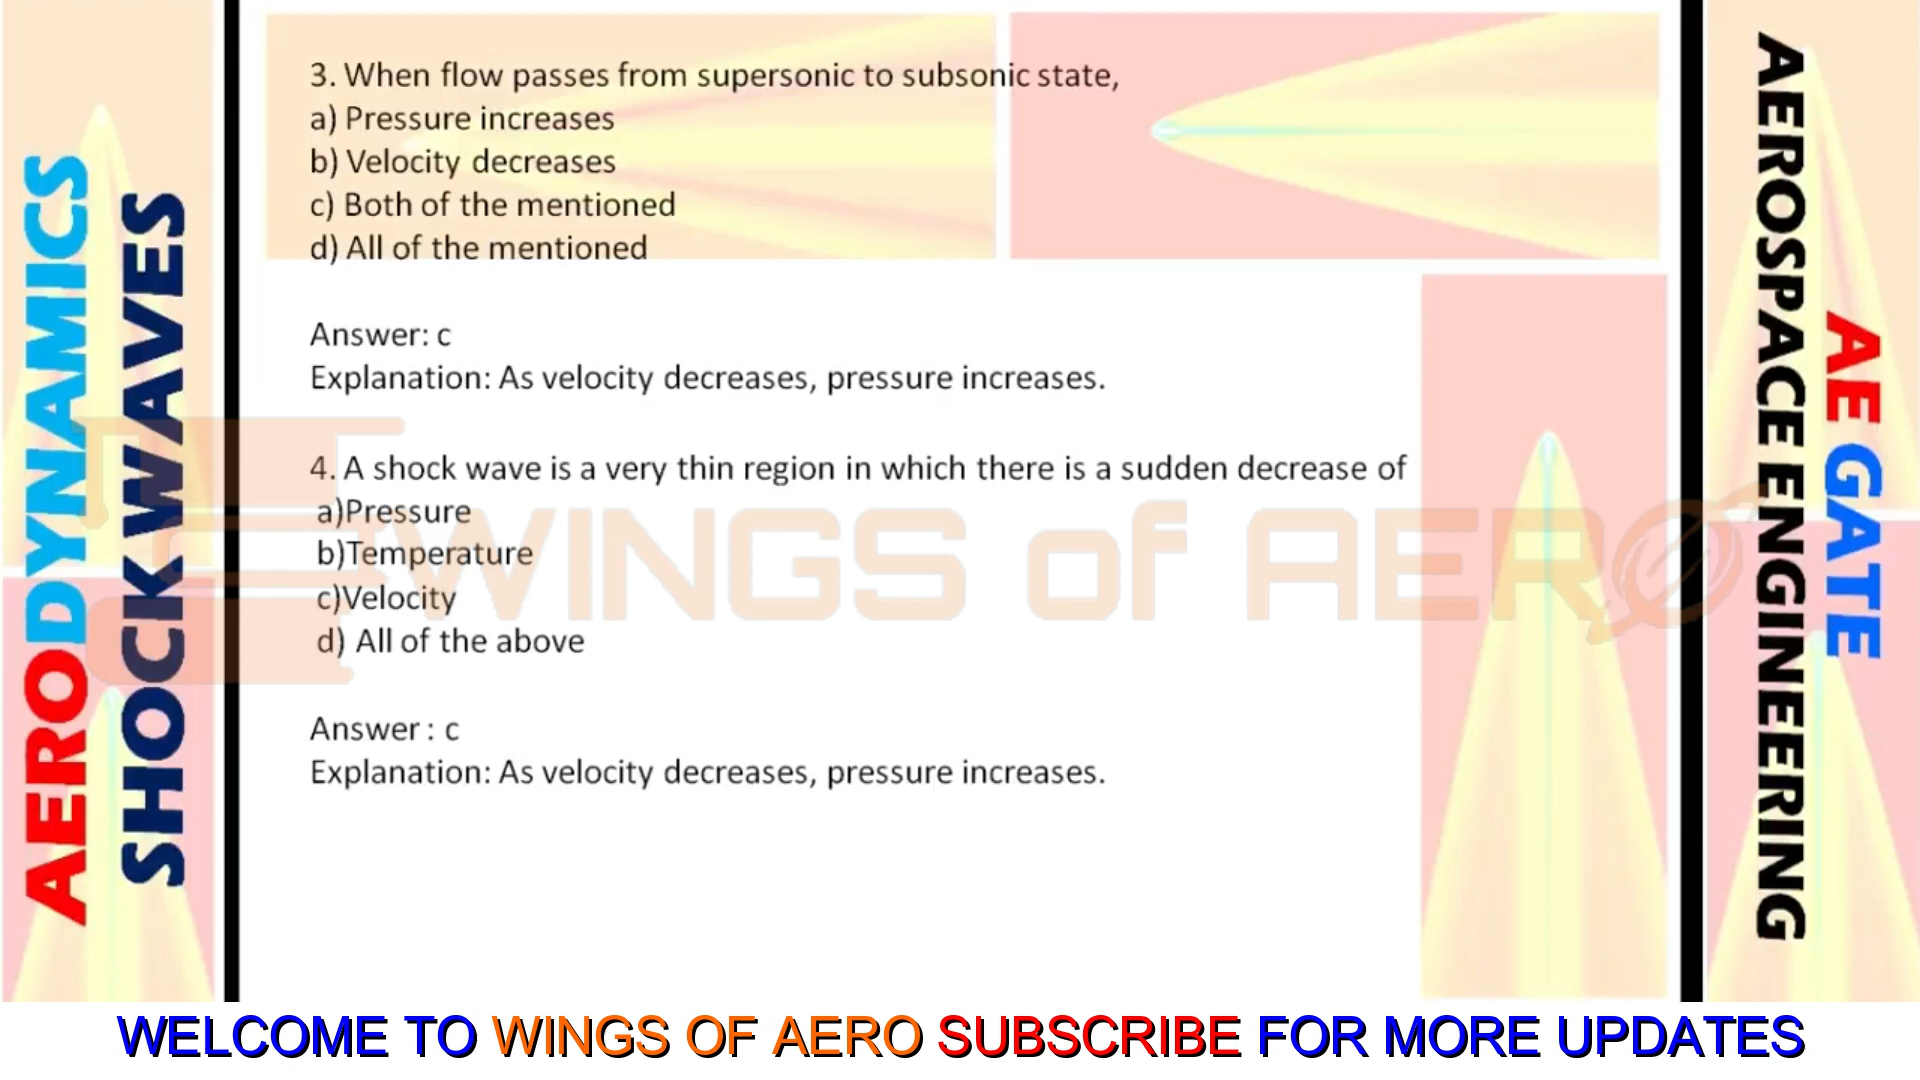 AERODYNAMICS
SHOCKWAVES
3. When flow passes from supersonic to subsonic state,
a) Pressure increases
b) Velocity decreases
c) Both of the mentioned
d) All of the mentioned
Answer: c
Explanation: As velocity decreases, pressure increases.
4. A shock wave is a very thin region in which there is a sudden decrease of
a)Pressure
b)Temperature
c)Velocity
d) All of the above
Answer : c
Explanation: As velocity decreases, pressure increases.
WINGS of AERO
AE GATE
AEROSPACE ENGINEERING
WELCOME TO WINGS OF AERO SUBSCRIBE FOR MORE UPDATES